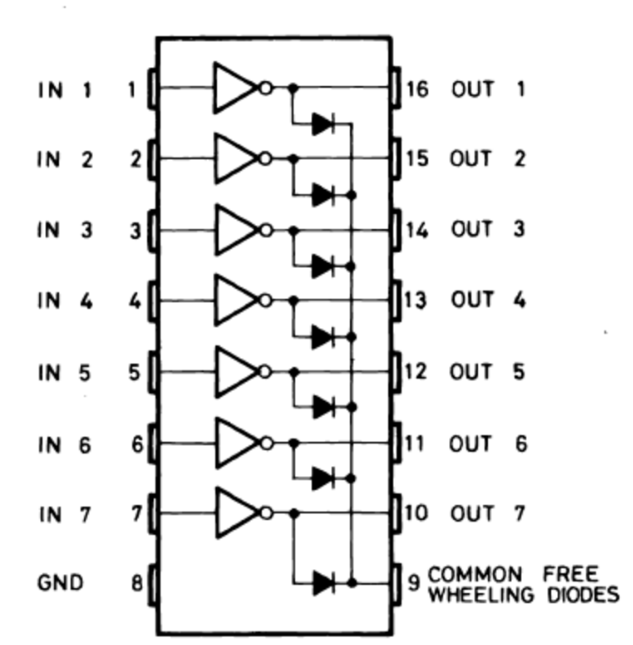 IN 1 1 16 OUT 1
IN 2 2 15 OUT 2
IN 3 3 14 OUT 3
IN 4 4 13 OUT 4
IN 5 5 12 OUT 5
IN 6 6 11 OUT 6
IN 7 7 10 OUT 7
GND 8 9 COMMON FREE
WHEELING DIODES